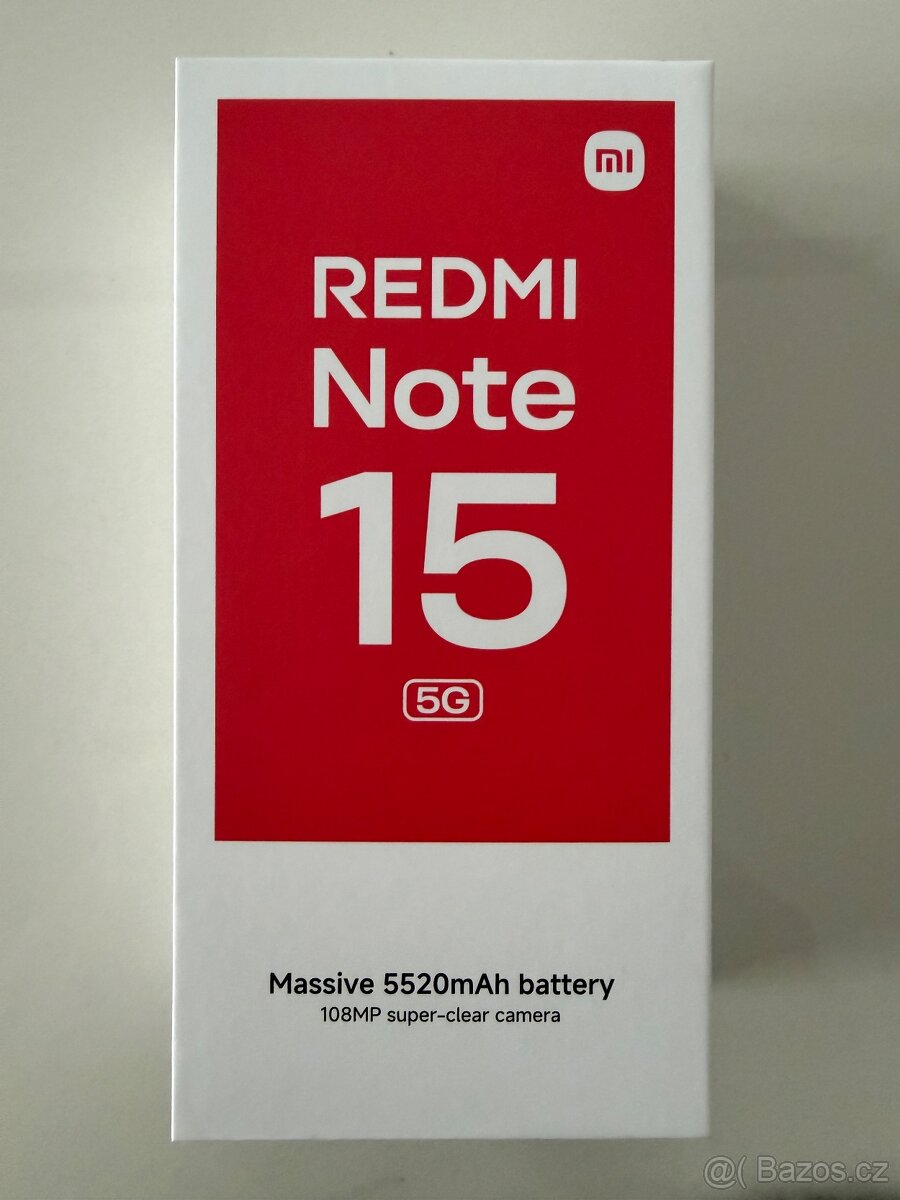 mi
REDMI
Note
15
5G
Massive 5520mAh battery
108MP super-clear camera
@( Bazos.cz